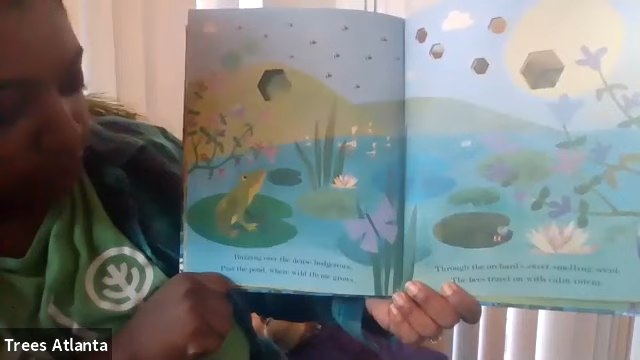 Buzzing over the dense hedgerows,
Past the pond, where wild thyme grows,
Through the orchard—sweet-smelling scent,
The bees travel on with calm intent.
Trees Atlanta